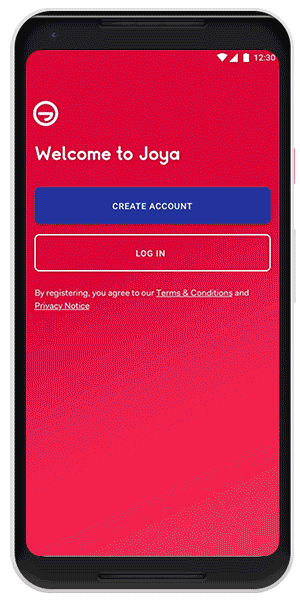 12:30
Welcome to Joya
CREATE ACCOUNT
LOG IN
By registering, you agree to our Terms & Conditions and
Privacy Notice